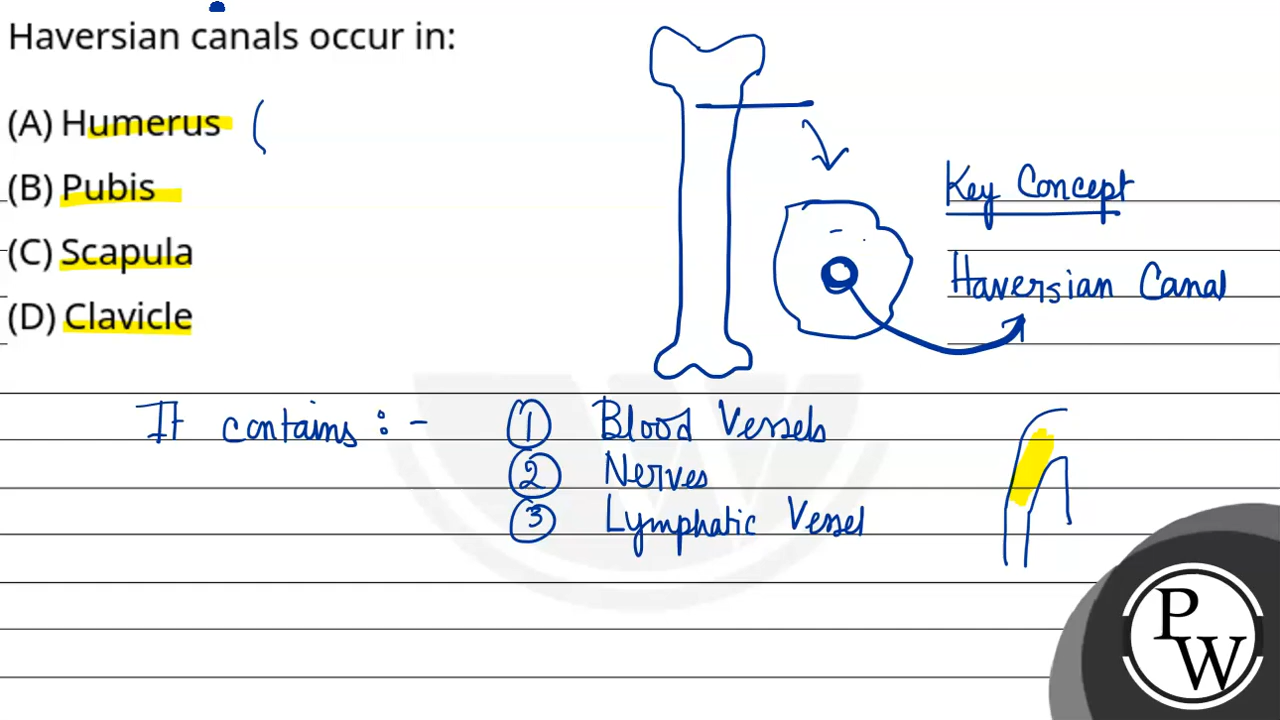 Haversian canals occur in:
(A) Humerus (
(B) Pubis
(C) Scapula
(D) Clavicle
Key Concept
Haversian Canal
It contains :-
① Blood Vessels
② Nerves
③ Lymphatic Vessel
PW